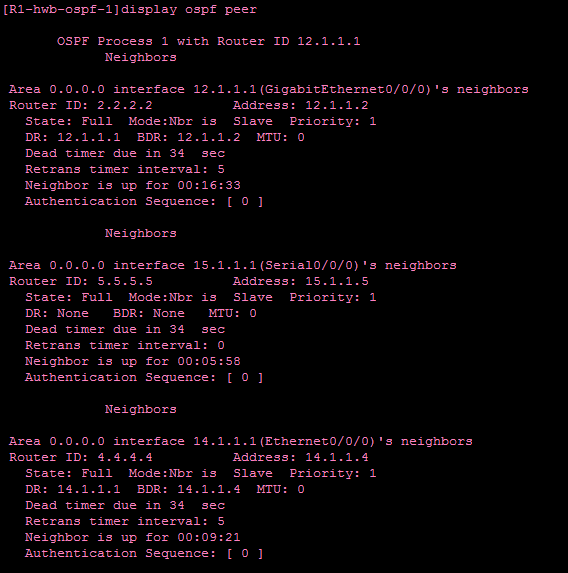 [R1-hwb-ospf-1]display ospf peer
OSPF Process 1 with Router ID 12.1.1.1
Neighbors
Area 0.0.0.0 interface 12.1.1.1(GigabitEthernet0/0/0)'s neighbors
Router ID: 2.2.2.2 Address: 12.1.1.2
State: Full Mode:Nbr is Slave Priority: 1
DR: 12.1.1.1 BDR: 12.1.1.2 MTU: 0
Dead timer due in 34 sec
Retrans timer interval: 5
Neighbor is up for 00:16:33
Authentication Sequence: [ 0 ]
Neighbors
Area 0.0.0.0 interface 15.1.1.1(Serial0/0/0)'s neighbors
Router ID: 5.5.5.5 Address: 15.1.1.5
State: Full Mode:Nbr is Slave Priority: 1
DR: None BDR: None MTU: 0
Dead timer due in 34 sec
Retrans timer interval: 0
Neighbor is up for 00:05:58
Authentication Sequence: [ 0 ]
Neighbors
Area 0.0.0.0 interface 14.1.1.1(Ethernet0/0/0)'s neighbors
Router ID: 4.4.4.4 Address: 14.1.1.4
State: Full Mode:Nbr is Slave Priority: 1
DR: 14.1.1.1 BDR: 14.1.1.4 MTU: 0
Dead timer due in 34 sec
Retrans timer interval: 5
Neighbor is up for 00:09:21
Authentication Sequence: [ 0 ]